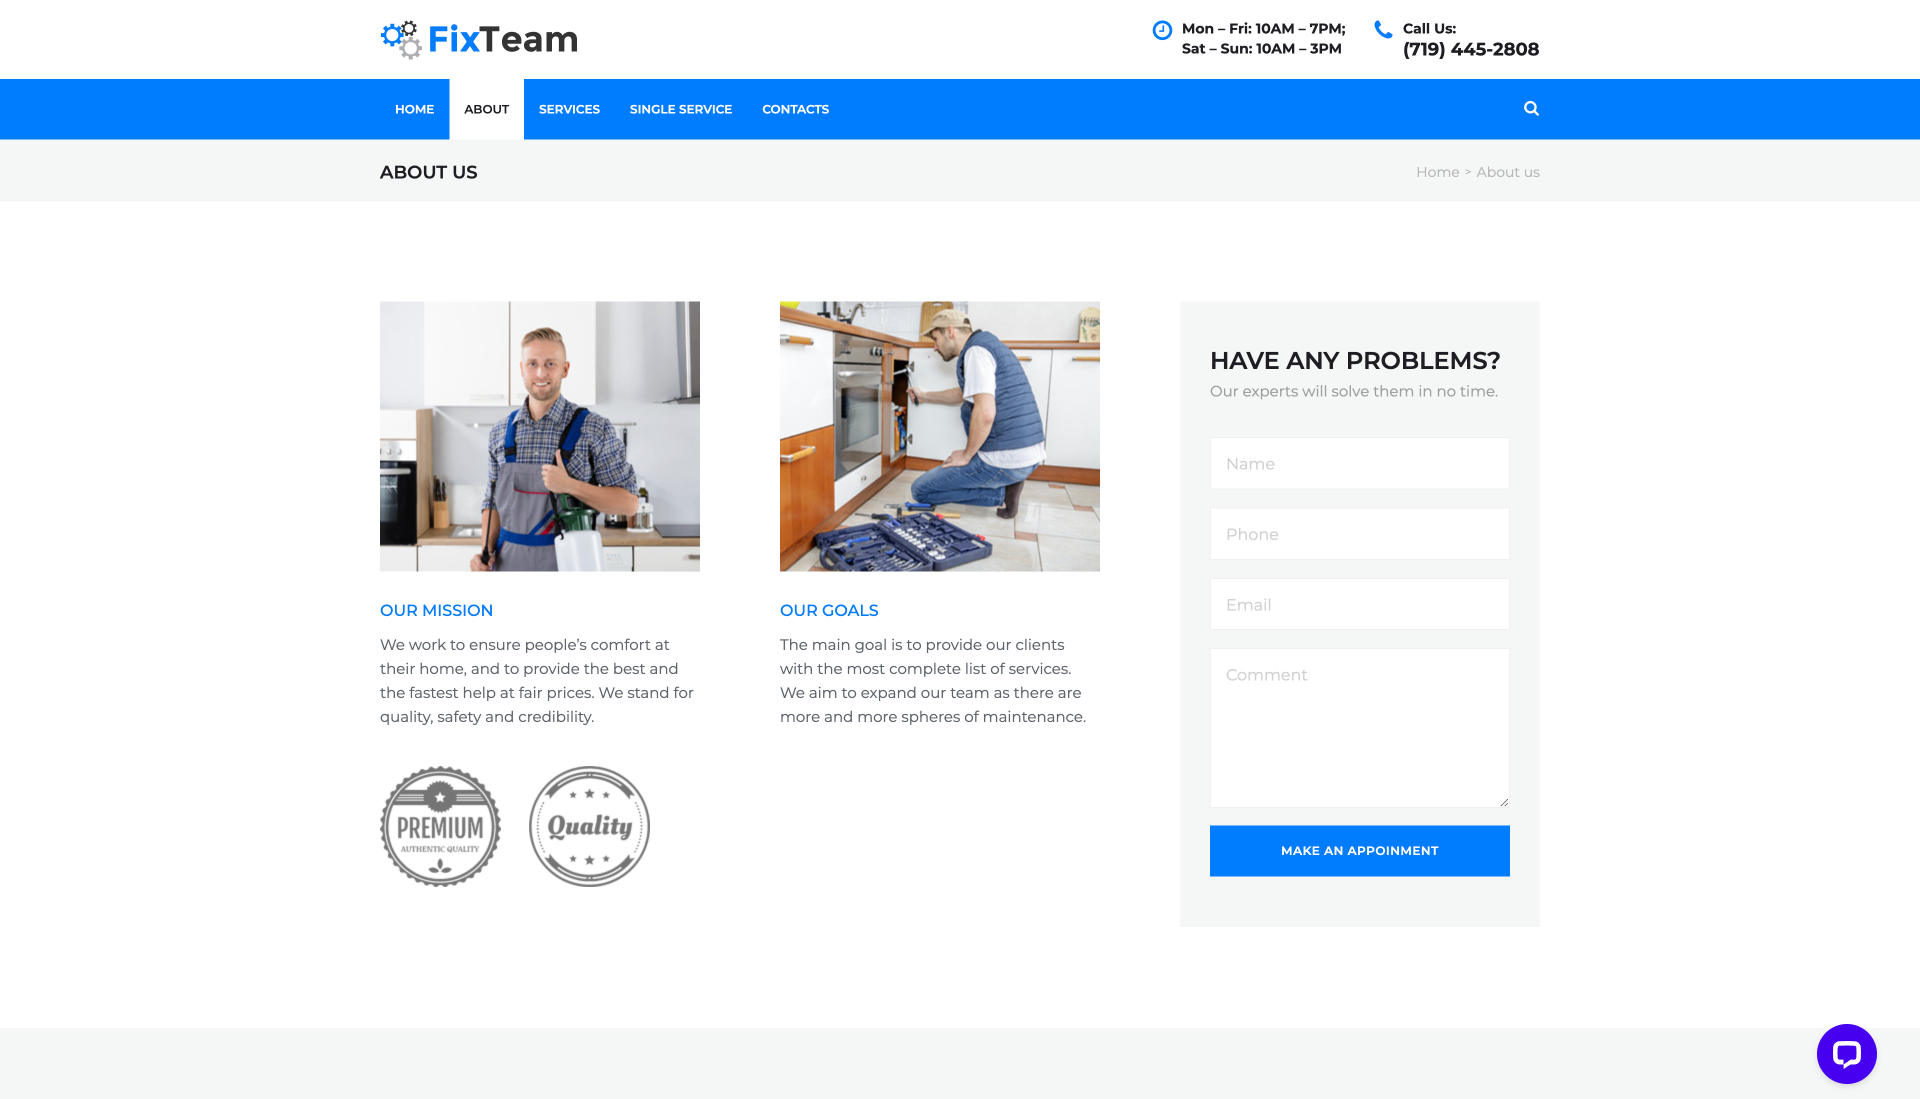 FixTeam
Mon – Fri: 10AM – 7PM;
Sat – Sun: 10AM – 3PM
Call Us:
(719) 445-2808
HOME
ABOUT
SERVICES
SINGLE SERVICE
CONTACTS
ABOUT US
Home > About us
OUR MISSION
We work to ensure people’s comfort at
their home, and to provide the best and
the fastest help at fair prices. We stand for
quality, safety and credibility.
PREMIUM
AUTHENTIC QUALITY
Quality
OUR GOALS
The main goal is to provide our clients
with the most complete list of services.
We aim to expand our team as there are
more and more spheres of maintenance.
HAVE ANY PROBLEMS?
Our experts will solve them in no time.
Name
Phone
Email
Comment
MAKE AN APPOINMENT